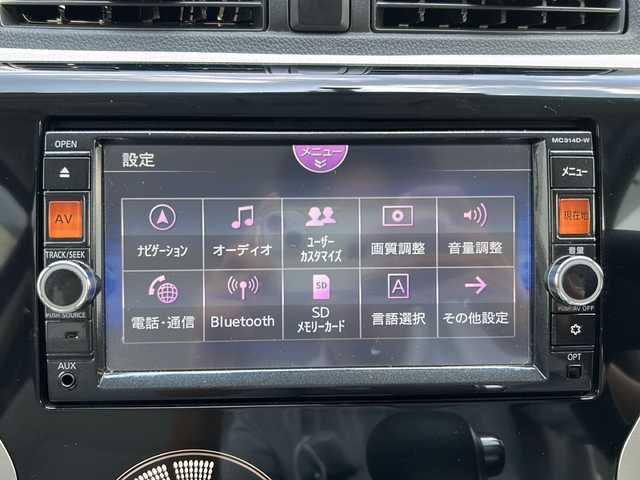 OPEN
MC314D-W
設定
メニュー
メニュー
AV
現在地
TRACK/SEEK
音量
ナビゲーション
オーディオ
ユーザー
カスタマイズ
画質調整
音量調整
SD
電話・通信
Bluetooth
SD
メモリーカード
A
言語選択
その他設定
PUSH SOURCE
PUSH AV OFF
AUX
OPT